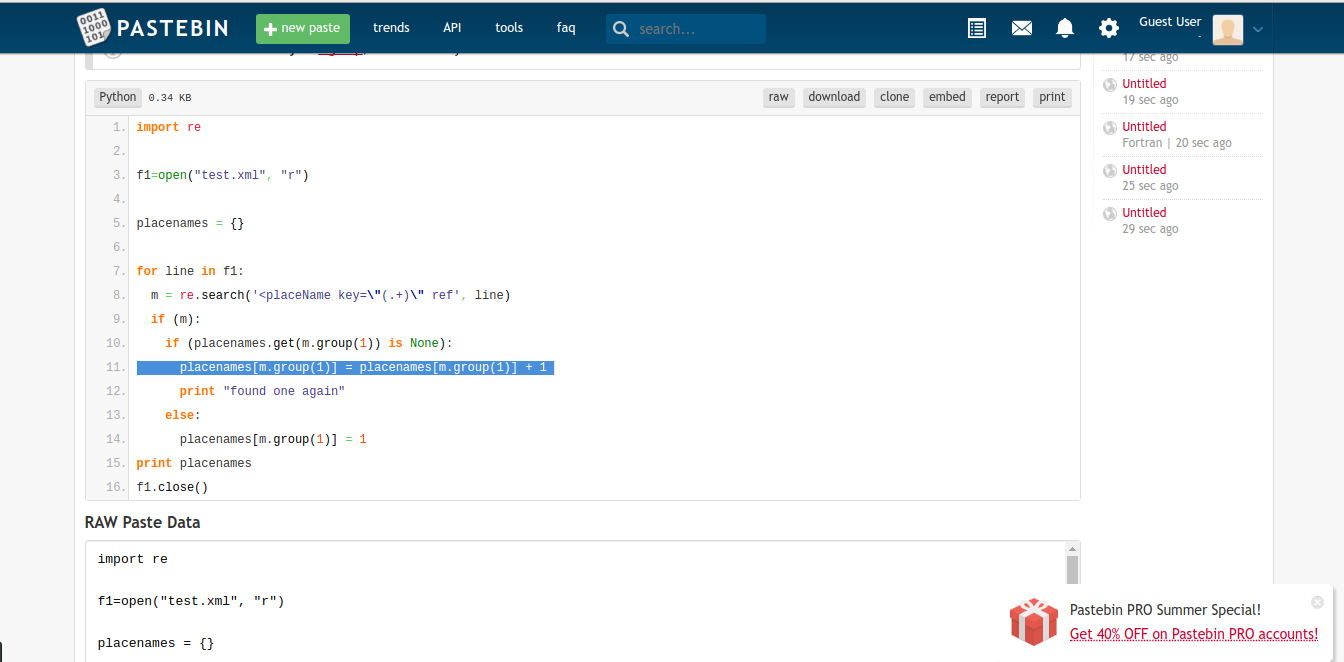 0011 1000 101 PASTEBIN + new paste trends API tools faq search... Guest User
-
17 sec ago
Untitled
19 sec ago
Untitled
Fortran | 20 sec ago
Untitled
25 sec ago
Untitled
29 sec ago
Python 0.34 KB raw download clone embed report print
1. import re
2.
3. f1=open("test.xml", "r")
4.
5. placenames = {}
6.
7. for line in f1:
8.   m = re.search('<placeName key=\"(.+)\" ref', line)
9.   if (m):
10.     if (placenames.get(m.group(1)) is None):
11.       placenames[m.group(1)] = placenames[m.group(1)] + 1
12.       print "found one again"
13.     else:
14.       placenames[m.group(1)] = 1
15. print placenames
16. f1.close()
RAW Paste Data
import re
f1=open("test.xml", "r")
placenames = {}
Pastebin PRO Summer Special!
Get 40% OFF on Pastebin PRO accounts!